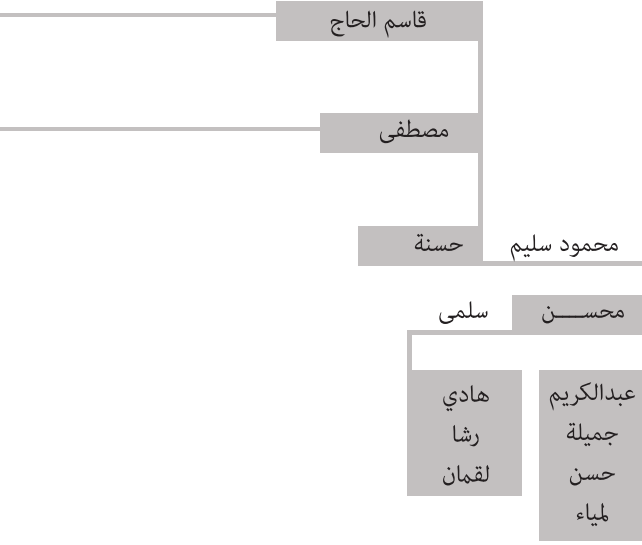 قاسم الحاج
مصطفى
محمود سليم
حسنة
محســـن
سلمى
عبدالكريم
جميلة
حسن
لمياء
هادي
رشا
لقمان